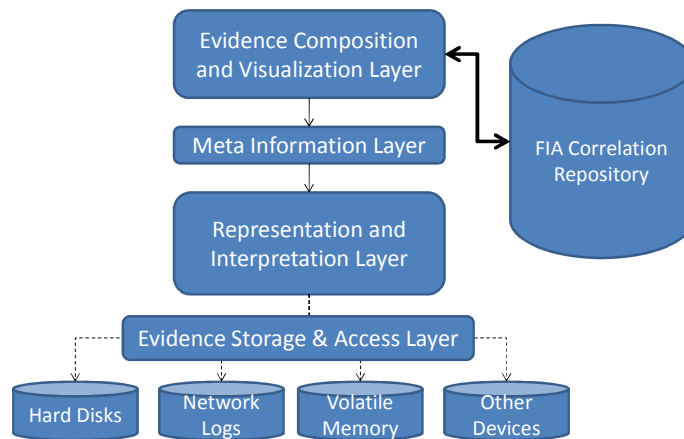 Evidence Composition
and Visualization Layer
FIA Correlation
Repository
Meta Information Layer
Representation and
Interpretation Layer
Evidence Storage & Access Layer
Hard Disks
Network
Logs
Volatile
Memory
Other
Devices